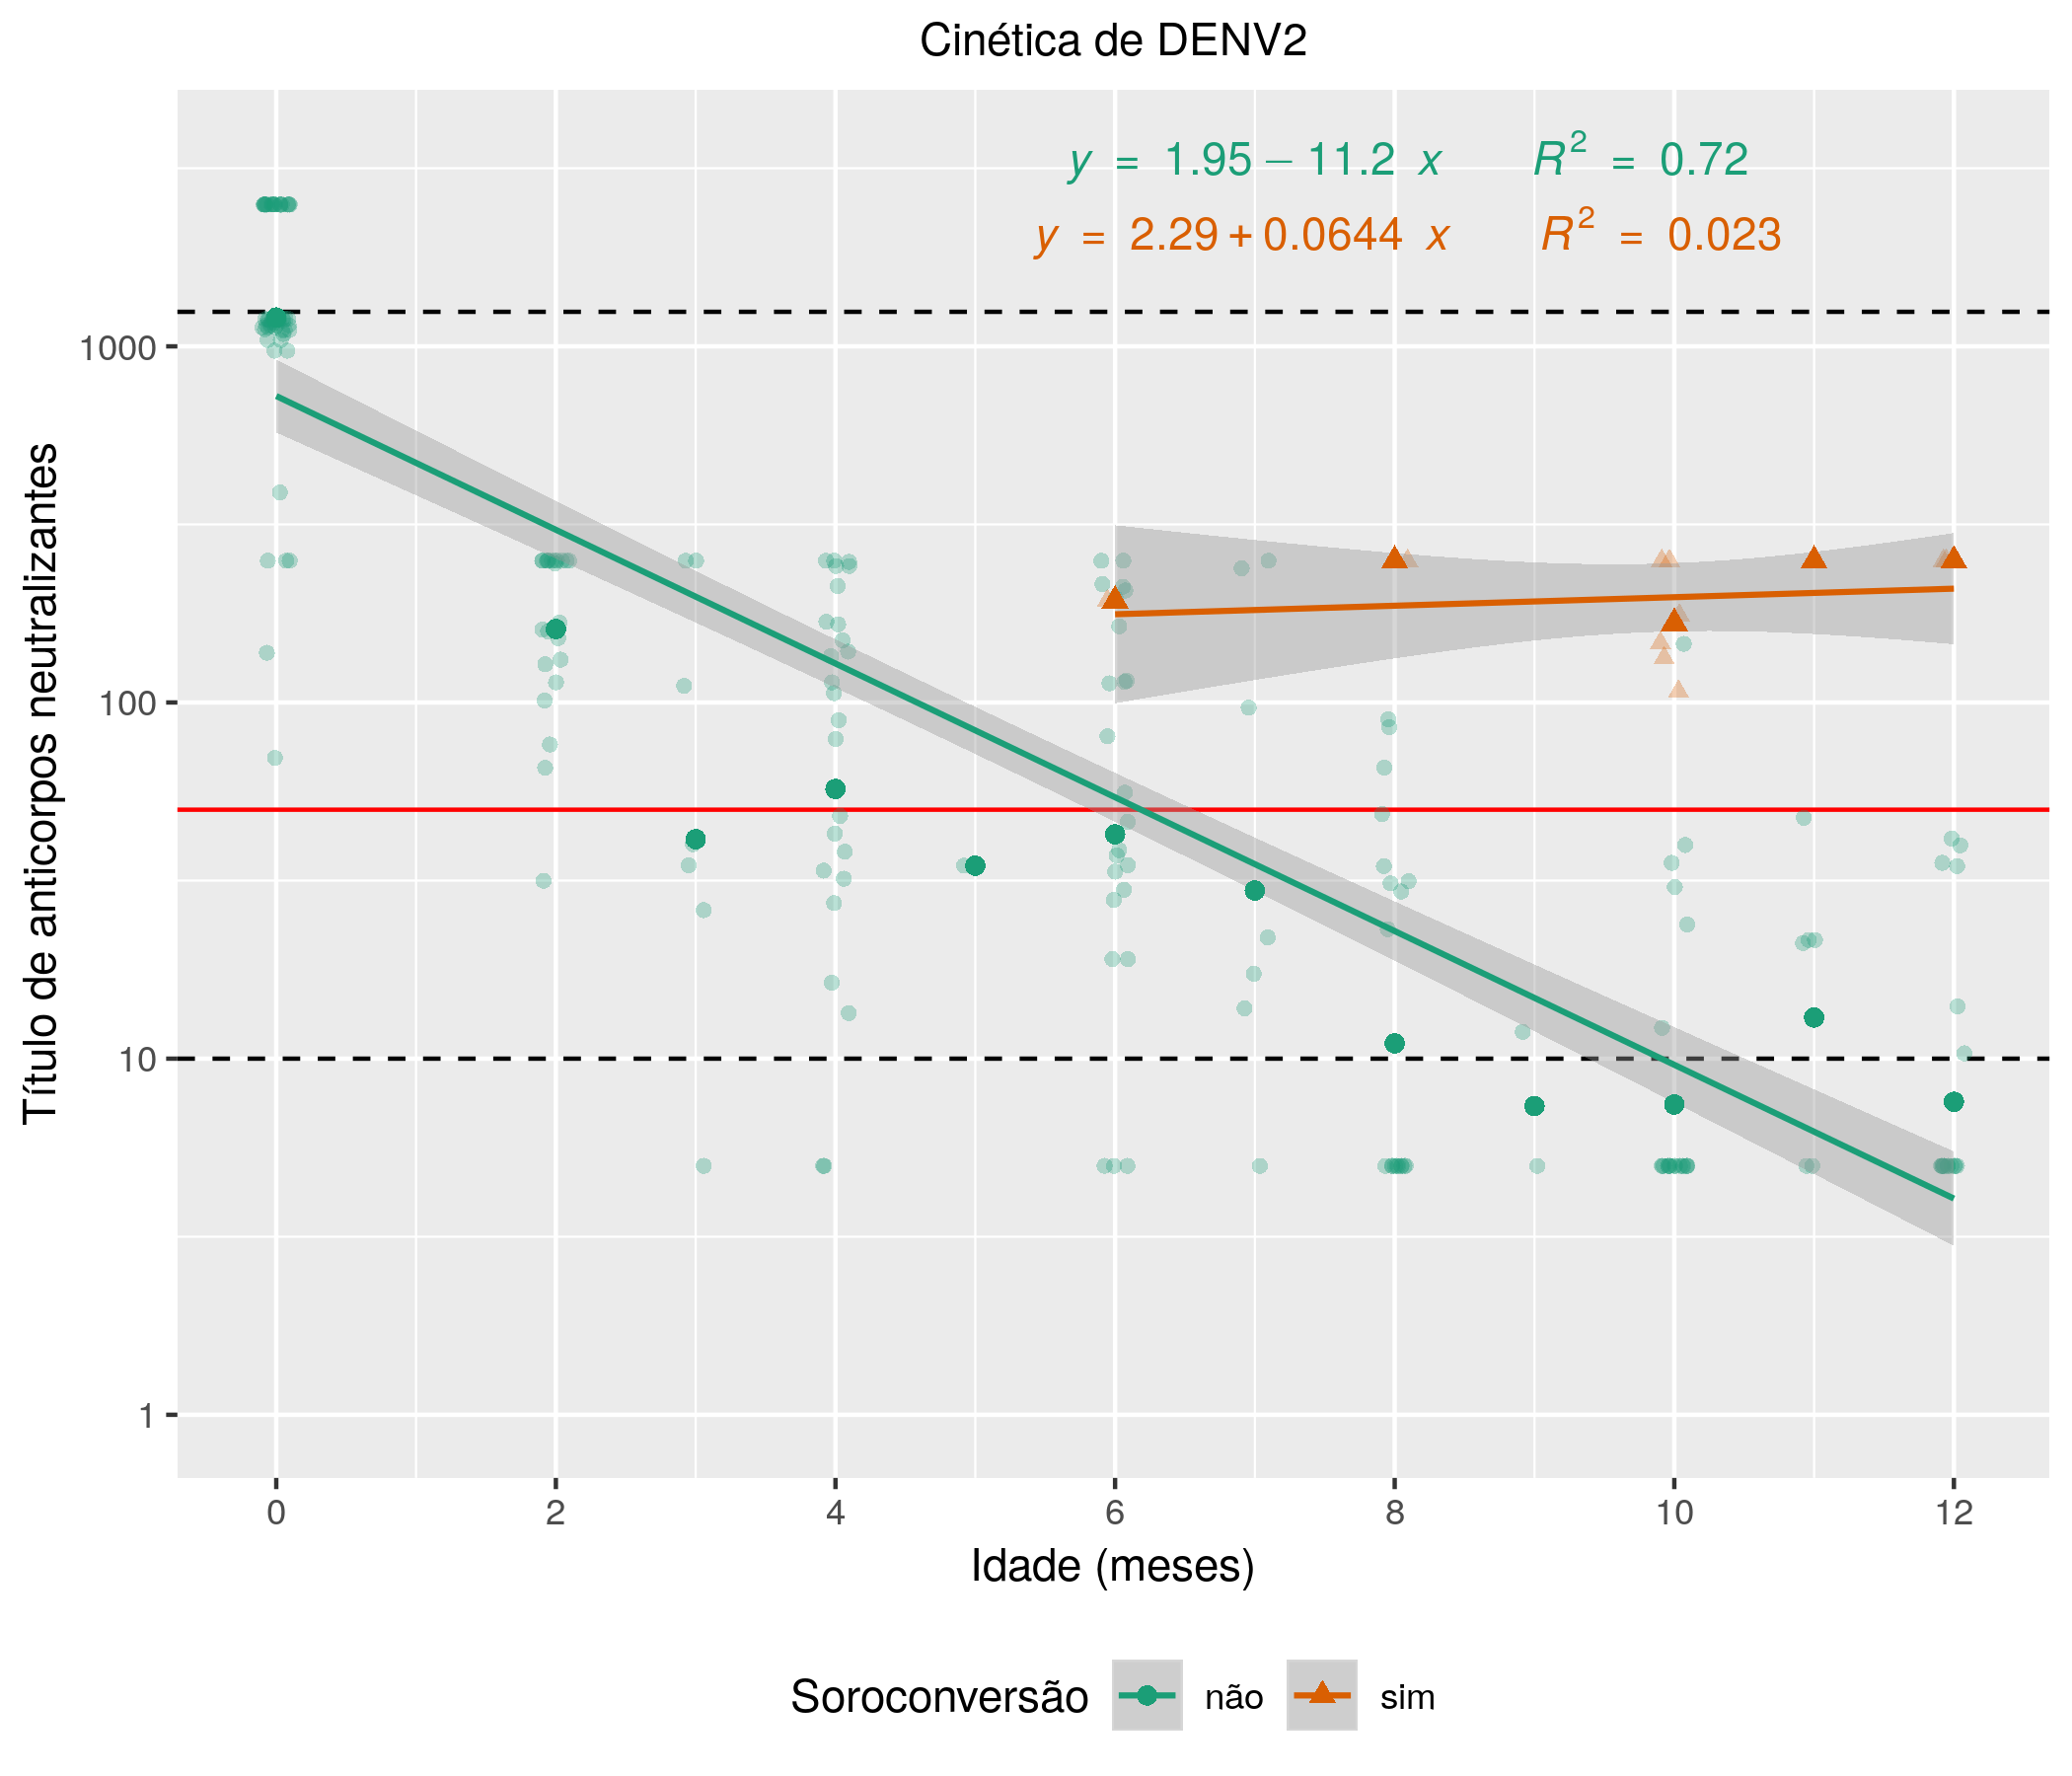 Cinética de DENV2
y = 1.95 − 11.2 x R² = 0.72
y = 2.29 + 0.0644 x R² = 0.023
Título de anticorpos neutralizantes
1000
100
10
1
0 2 4 6 8 10 12
Idade (meses)
Soroconversão não sim